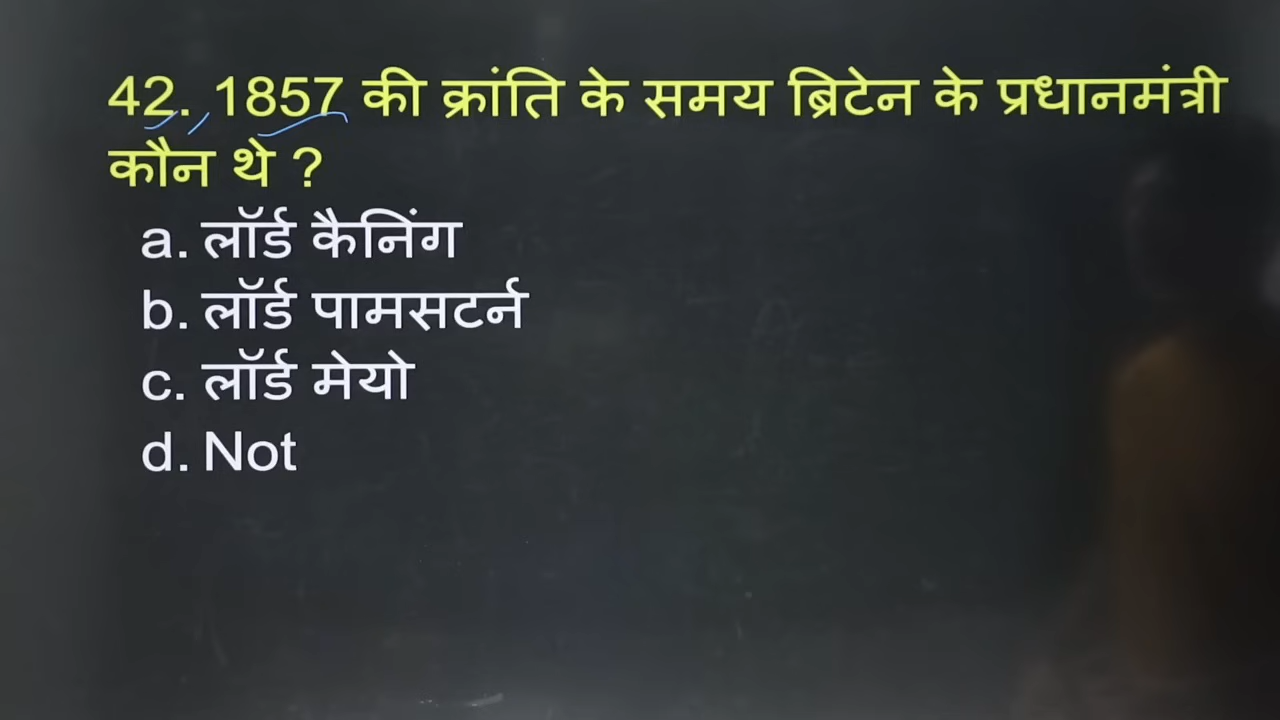 42. 1857 की क्रांति के समय ब्रिटेन के प्रधानमंत्री
कौन थे ?
a. लॉर्ड कैनिंग
b. लॉर्ड पामसटर्न
c. लॉर्ड मेयो
d. Not